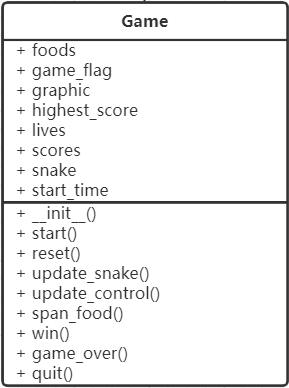 Game
+ foods
+ game_flag
+ graphic
+ highest_score
+ lives
+ scores
+ snake
+ start_time
+ __init__()
+ start()
+ reset()
+ update_snake()
+ update_control()
+ span_food()
+ win()
+ game_over()
+ quit()